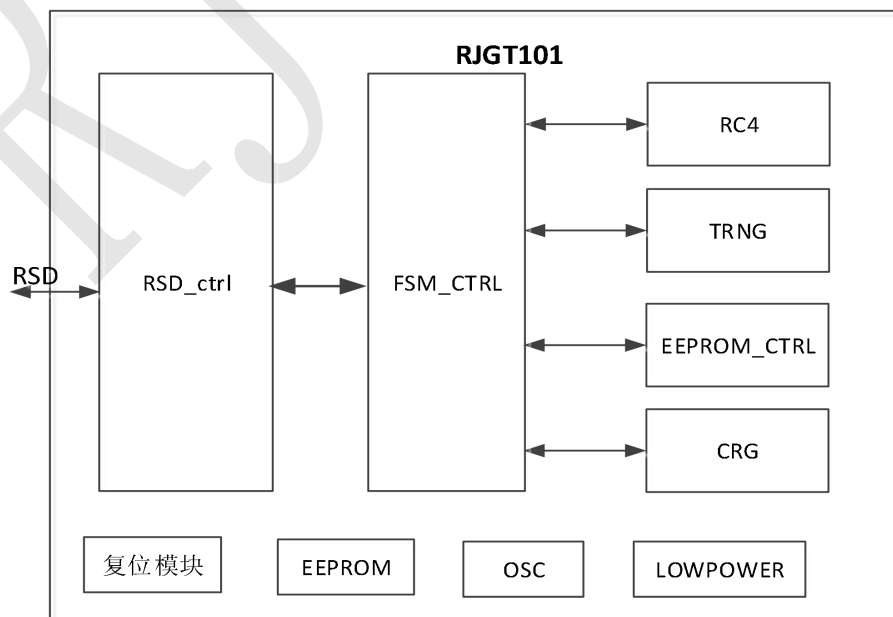 RJGT101
RC4
TRNG
RSD
RSD_ctrl
FSM_CTRL
EEPROM_CTRL
CRG
复位模块
EEPROM
OSC
LOWPOWER